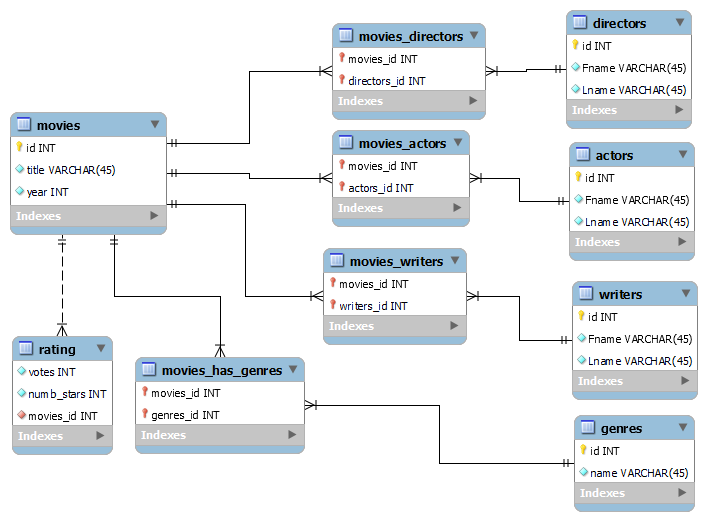 movies_directors
movies_id INT
directors_id INT
Indexes
directors
id INT
Fname VARCHAR(45)
Lname VARCHAR(45)
Indexes
movies
id INT
title VARCHAR(45)
year INT
Indexes
movies_actors
movies_id INT
actors_id INT
Indexes
actors
id INT
Fname VARCHAR(45)
Lname VARCHAR(45)
Indexes
movies_writers
movies_id INT
writers_id INT
Indexes
writers
id INT
Fname VARCHAR(45)
Lname VARCHAR(45)
Indexes
rating
votes INT
numb_stars INT
movies_id INT
Indexes
movies_has_genres
movies_id INT
genres_id INT
Indexes
genres
id INT
name VARCHAR(45)
Indexes